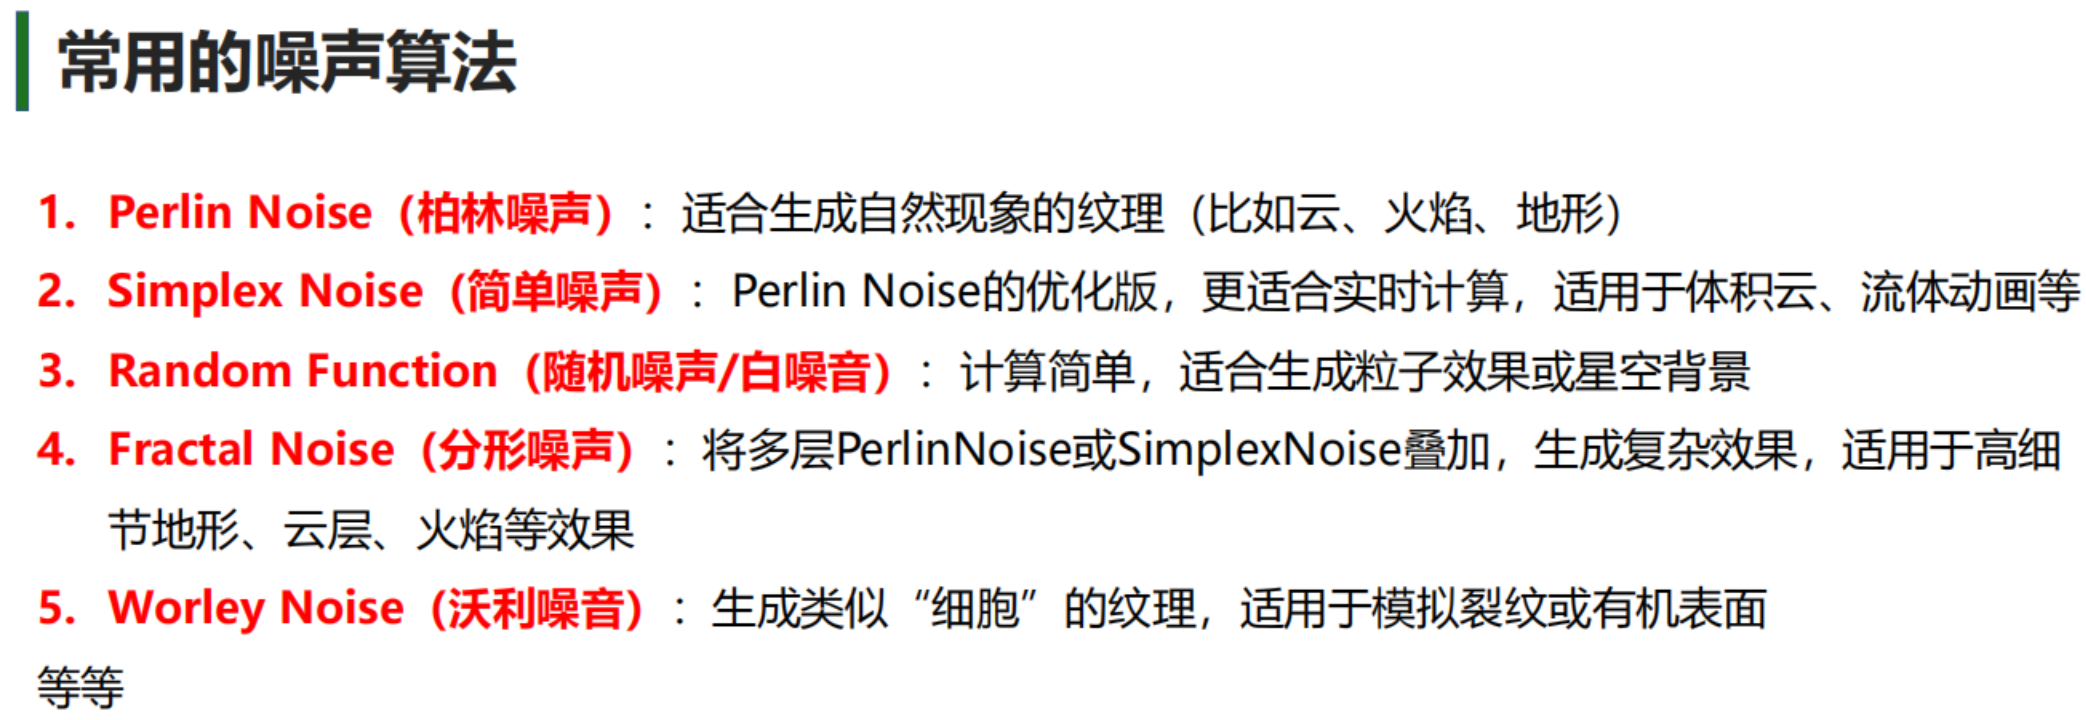 常用的噪声算法
1. Perlin Noise（柏林噪声）：适合生成自然现象的纹理（比如云、火焰、地形）
2. Simplex Noise（简单噪声）：Perlin Noise的优化版，更适合实时计算，适用于体积云、流体动画等
3. Random Function（随机噪声/白噪音）：计算简单，适合生成粒子效果或星空背景
4. Fractal Noise（分形噪声）：将多层PerlinNoise或SimplexNoise叠加，生成复杂效果，适用于高细
节地形、云层、火焰等效果
5. Worley Noise（沃利噪音）：生成类似“细胞”的纹理，适用于模拟裂纹或有机表面
等等